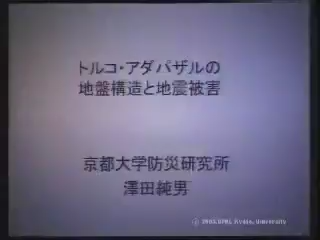 トルコ・アダパザルの
地盤構造と地震被害
京都大学防災研究所
澤田純男
University